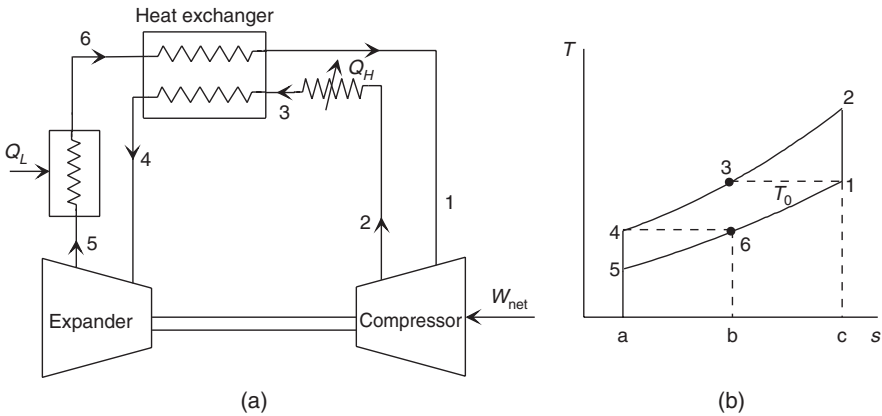 Heat exchanger
6
Q_H
3
Q_L
4
1
5
2
Expander
Compressor
W_net
(a)
T
2
3
1
T_0
4
6
5
a
b
c
s
(b)